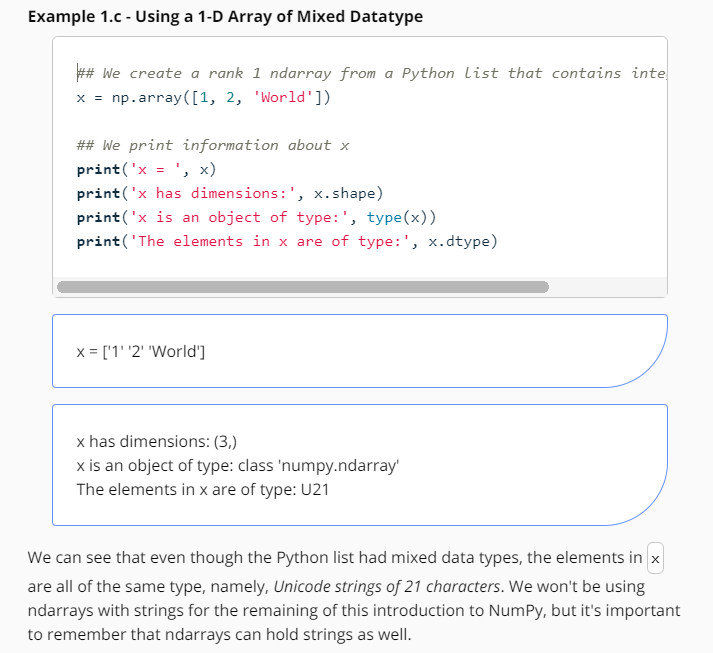 Example 1.c - Using a 1-D Array of Mixed Datatype
## We create a rank 1 ndarray from a Python list that contains inte
x = np.array([1, 2, 'World'])
## We print information about x
print('x = ', x)
print('x has dimensions:', x.shape)
print('x is an object of type:', type(x))
print('The elements in x are of type:', x.dtype)
x = ['1' '2' 'World']
x has dimensions: (3,)
x is an object of type: class 'numpy.ndarray'
The elements in x are of type: U21
We can see that even though the Python list had mixed data types, the elements in x
are all of the same type, namely, Unicode strings of 21 characters. We won't be using
ndarrays with strings for the remaining of this introduction to NumPy, but it's important
to remember that ndarrays can hold strings as well.